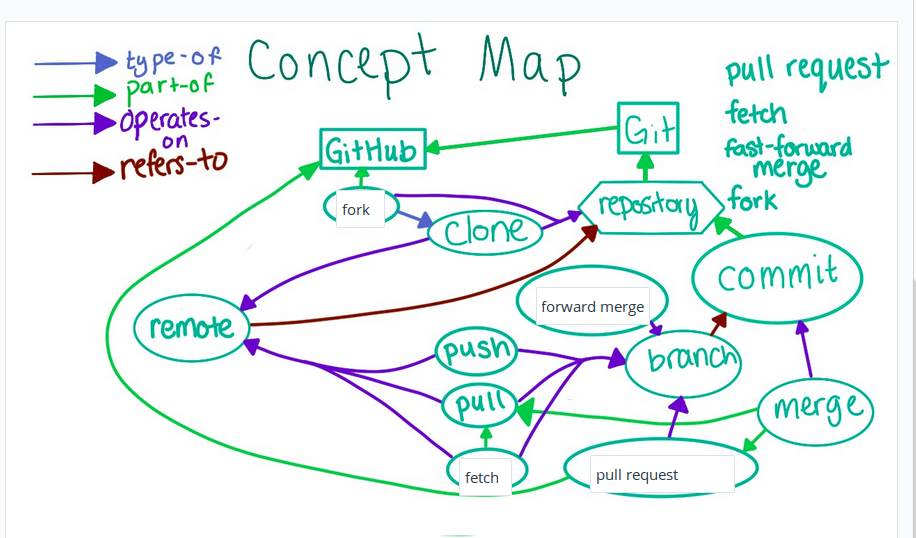 Concept Map
type-of
part-of
operates-
on
refers-to
pull request
fetch
fast-forward
merge
fork
GitHub
Git
fork
repository
clone
commit
forward merge
remote
push
branch
pull
merge
fetch
pull request